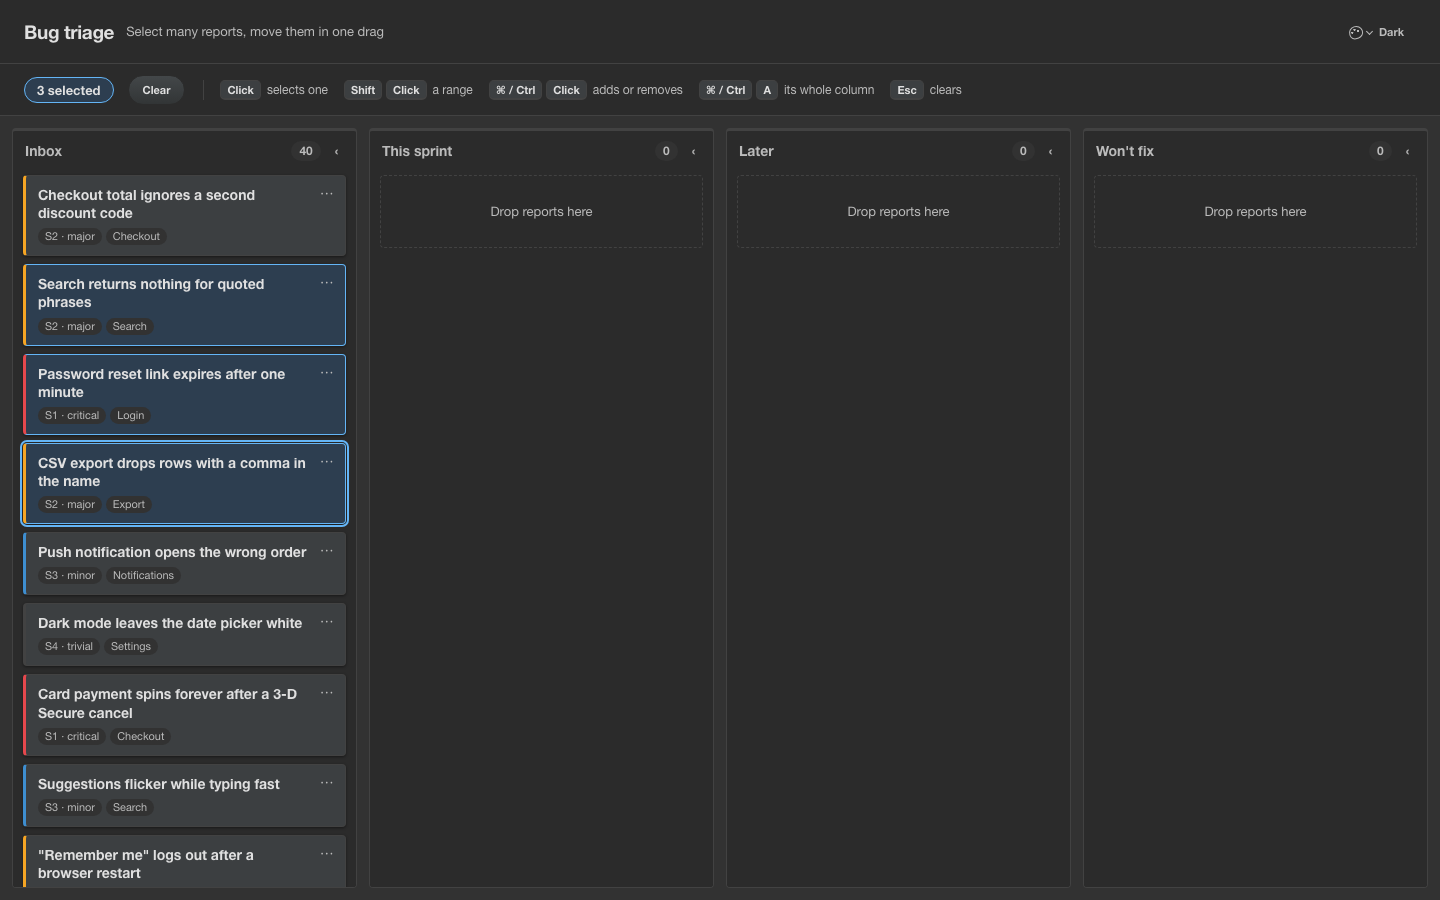 Bug triage
Select many reports, move them in one drag
Dark
3 selected
Clear
Click selects one
Shift Click a range
⌘ / Ctrl Click adds or removes
⌘ / Ctrl A its whole column
Esc clears
Inbox
40
Checkout total ignores a second
discount code
S2 · major
Checkout
Search returns nothing for quoted
phrases
S2 · major
Search
Password reset link expires after one
minute
S1 · critical
Login
CSV export drops rows with a comma in
the name
S2 · major
Export
Push notification opens the wrong order
S3 · minor
Notifications
Dark mode leaves the date picker white
S4 · trivial
Settings
Card payment spins forever after a 3-D
Secure cancel
S1 · critical
Checkout
Suggestions flicker while typing fast
S3 · minor
Search
"Remember me" logs out after a
browser restart
This sprint
0
Drop reports here
Later
0
Drop reports here
Won't fix
0
Drop reports here